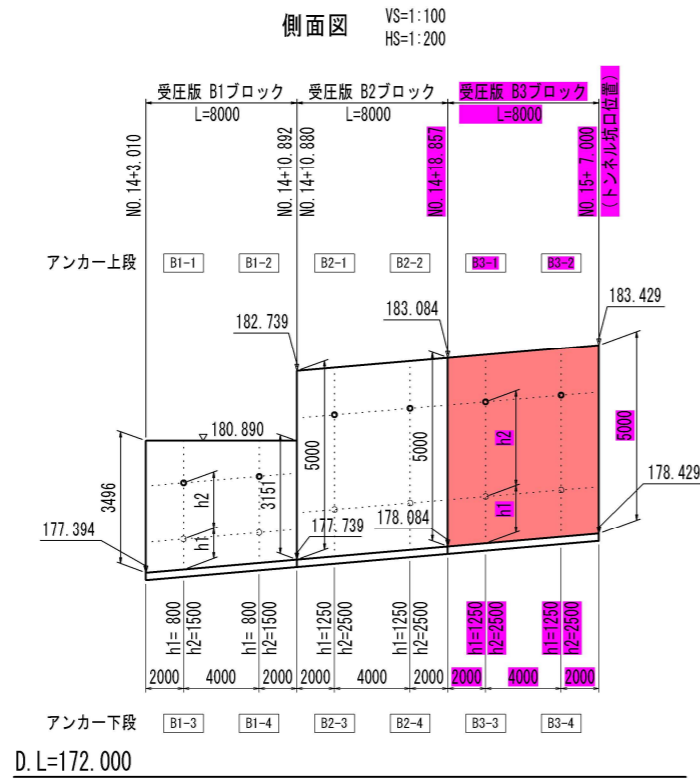 側面図
VS=1:100
HS=1:200
受圧版 B1ブロック
受圧版 B2ブロック
受圧版 B3ブロック
L=8000
L=8000
L=8000
NO.14+3.010
NO.14+10.892
NO.14+10.880
NO.14+18.857
NO.15+ 7.000
(トンネル坑口位置)
アンカー上段
B1-1
B1-2
B2-1
B2-2
B3-1
B3-2
182.739
183.084
183.429
180.890
3496
h2
h1
3151
5000
5000
h2
h1
5000
177.394
177.739
178.084
178.429
h1= 800
h2=1500
h1= 800
h2=1500
h1=1250
h2=2500
h1=1250
h2=2500
h1=1250
h2=2500
h1=1250
h2=2500
2000
4000
2000
2000
4000
2000
2000
4000
2000
アンカー下段
B1-3
B1-4
B2-3
B2-4
B3-3
B3-4
D.L=172.000